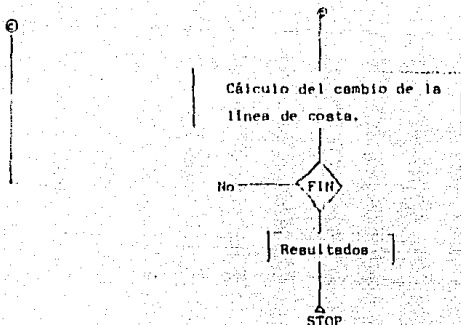 Cálculo del cambio de la
línea de costa.
No
FIN
Resultados
STOP